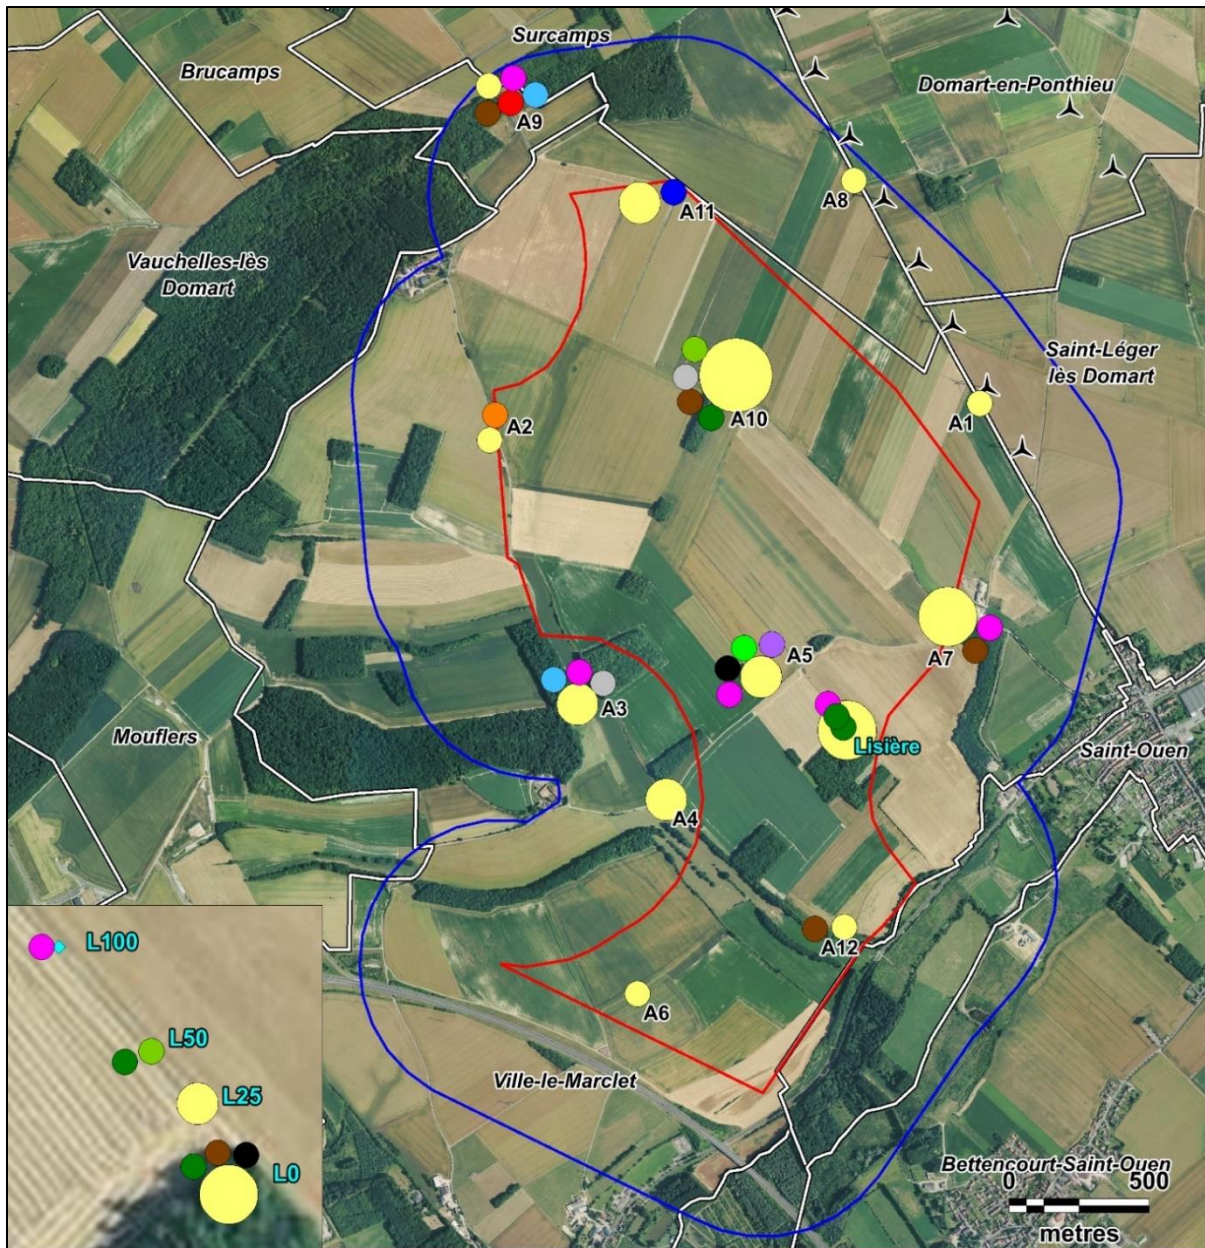 Surcamps
Brucamps
Domart-en-Ponthieu
A9
A8
A11
Vauchelles-lès
Domart
Saint-Léger
lès Domart
A10
A1
A2
A5
A7
A3
Mouflers
Lisière
Saint-Ouen
A4
A12
A6
L100
L50
L25
L0
Ville-le-Marclet
Bettencourt-Saint-Ouen
0 500
metres